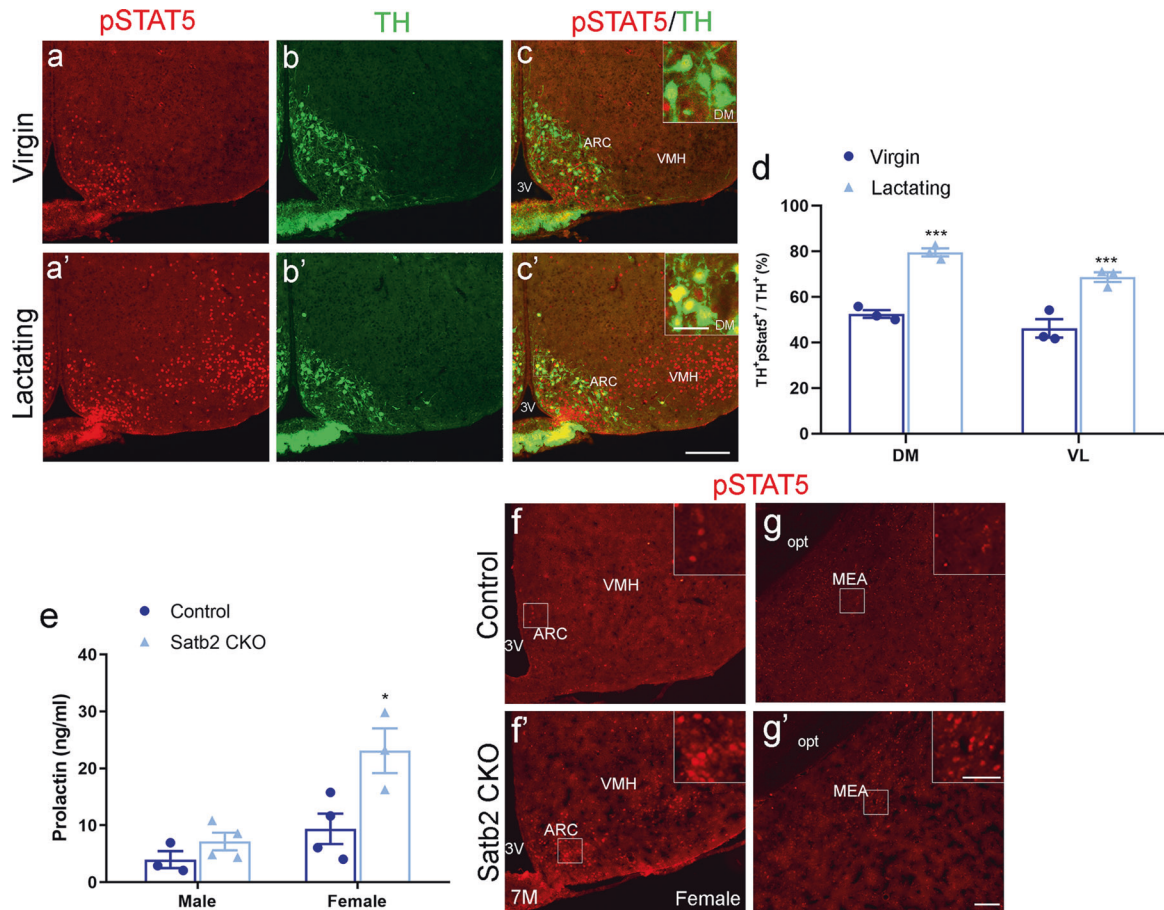 pSTAT5
TH
pSTAT5/TH
Virgin
a
b
c
DM
ARC
VMH
3V
Lactating
a’
b’
c’
DM
ARC
VMH
3V
d
Virgin
Lactating
TH⁺pStat5⁺ / TH⁺ (%)
100
80
60
40
20
0
***
***
DM
VL
e
Control
Satb2 CKO
Prolactin (ng/ml)
40
30
20
10
0
*
Male
Female
pSTAT5
Control
f
VMH
ARC
3V
g
opt
MEA
Satb2 CKO
f’
VMH
ARC
3V
7M
Female
g’
opt
MEA